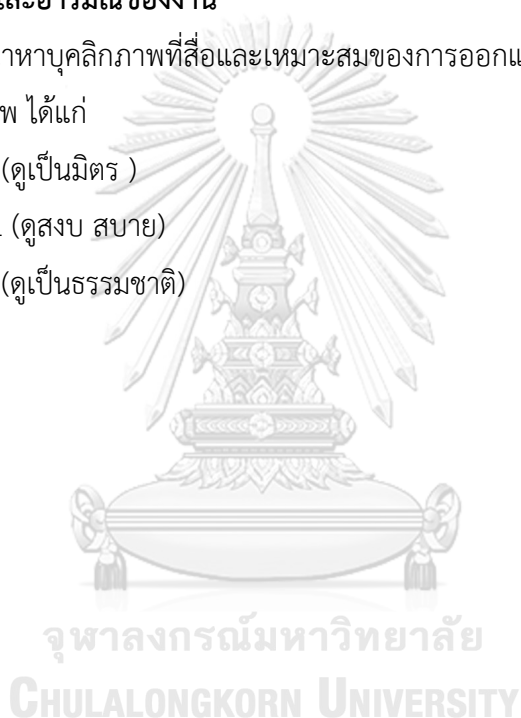 และอารมณ์ของงาน
าหาบุคลิกภาพที่สื่อและเหมาะสมของการออกแ
พ ได้แก่
(ดูเป็นมิตร )
. (ดูสงบ สบาย)
(ดูเป็นธรรมชาติ)
จุฬาลงกรณ์มหาวิทยาลัย
CHULALONGKORN UNIVERSITY